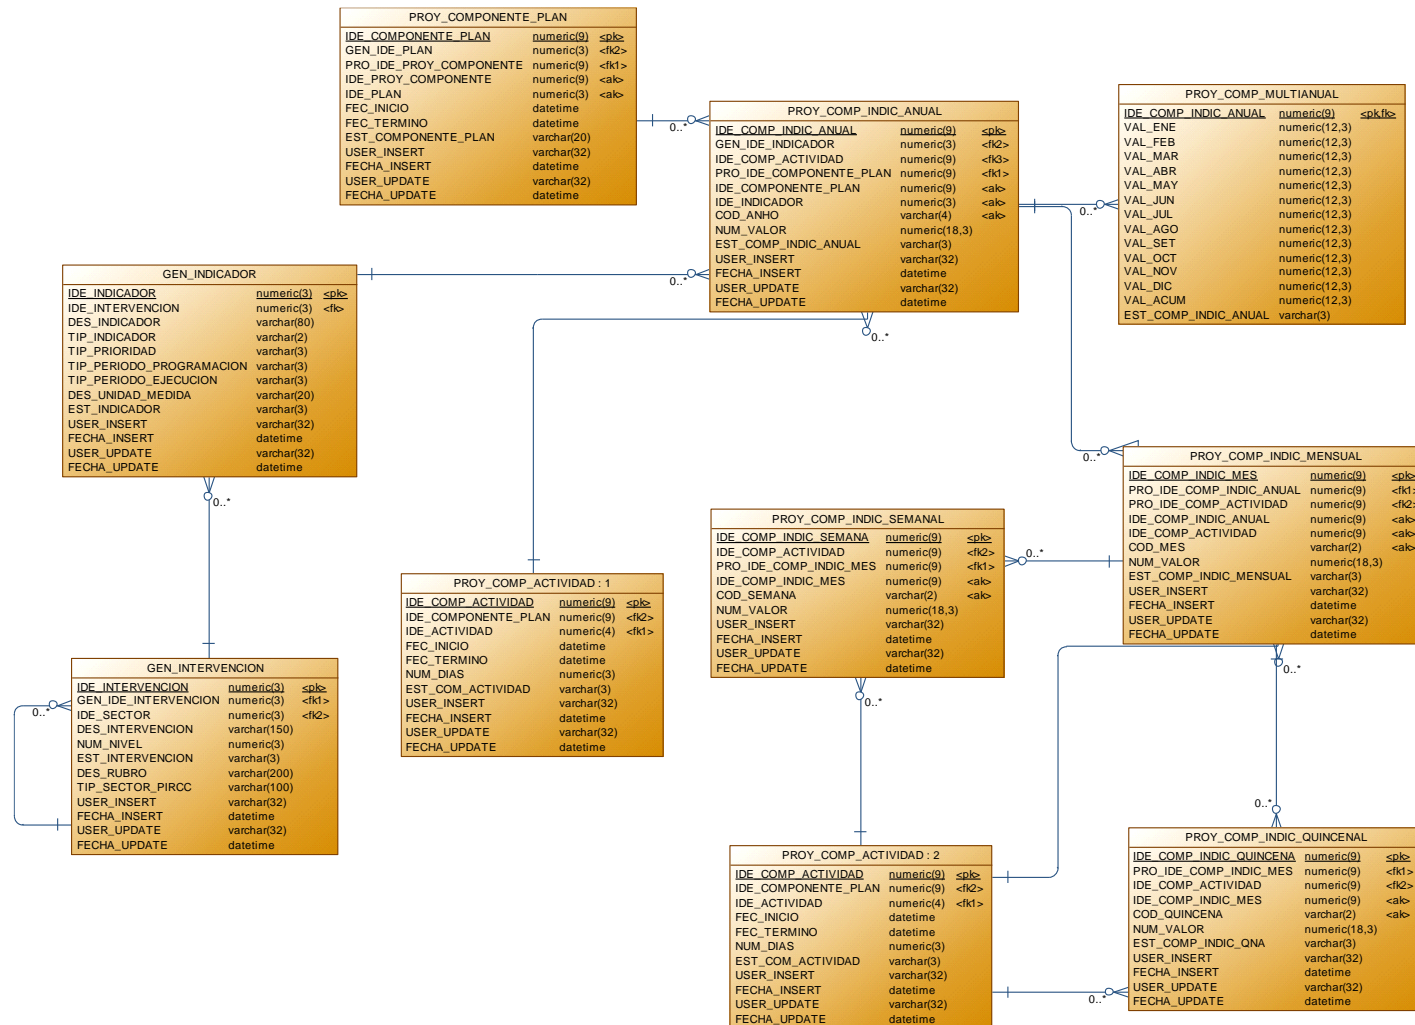 PROY_COMPONENTE_PLAN
IDE_COMPONENTE_PLAN numeric(9) <pk>
GEN_IDE_PLAN numeric(3) <fk2>
PRO_IDE_PROY_COMPONENTE numeric(9) <fk1>
IDE_PROY_COMPONENTE numeric(9) <ak>
IDE_PLAN numeric(3) <ak>
FEC_INICIO datetime
FEC_TERMINO datetime
EST_COMPONENTE_PLAN varchar(20)
USER_INSERT varchar(32)
FECHA_INSERT datetime
USER_UPDATE varchar(32)
FECHA_UPDATE datetime
0..*
PROY_COMP_INDIC_ANUAL
IDE_COMP_INDIC_ANUAL numeric(9) <pk>
GEN_IDE_INDICADOR numeric(3) <fk2>
IDE_COMP_ACTIVIDAD numeric(9) <fk3>
PRO_IDE_COMPONENTE_PLAN numeric(9) <fk1>
IDE_COMPONENTE_PLAN numeric(9) <ak>
IDE_INDICADOR numeric(3) <ak>
COD_ANHO varchar(4) <ak>
NUM_VALOR numeric(18,3)
EST_COMP_INDIC_ANUAL varchar(3)
USER_INSERT varchar(32)
FECHA_INSERT datetime
USER_UPDATE varchar(32)
FECHA_UPDATE datetime
0..*
0..*
0..*
PROY_COMP_MULTIANUAL
IDE_COMP_INDIC_ANUAL numeric(9) <pk,fk>
VAL_ENE numeric(12,3)
VAL_FEB numeric(12,3)
VAL_MAR numeric(12,3)
VAL_ABR numeric(12,3)
VAL_MAY numeric(12,3)
VAL_JUN numeric(12,3)
VAL_JUL numeric(12,3)
VAL_AGO numeric(12,3)
VAL_SET numeric(12,3)
VAL_OCT numeric(12,3)
VAL_NOV numeric(12,3)
VAL_DIC numeric(12,3)
VAL_ACUM numeric(12,3)
EST_COMP_INDIC_ANUAL varchar(3)
GEN_INDICADOR
IDE_INDICADOR numeric(3) <pk>
IDE_INTERVENCION numeric(3) <fk>
DES_INDICADOR varchar(80)
TIP_INDICADOR varchar(2)
TIP_PRIORIDAD varchar(3)
TIP_PERIODO_PROGRAMACION varchar(3)
TIP_PERIODO_EJECUCION varchar(3)
DES_UNIDAD_MEDIDA varchar(20)
EST_INDICADOR varchar(3)
USER_INSERT varchar(32)
FECHA_INSERT datetime
USER_UPDATE varchar(32)
FECHA_UPDATE datetime
0..*
0..*
PROY_COMP_INDIC_MENSUAL
IDE_COMP_INDIC_MES numeric(9) <pk>
PRO_IDE_COMP_INDIC_ANUAL numeric(9) <fk1>
PRO_IDE_COMP_ACTIVIDAD numeric(9) <fk2>
IDE_COMP_INDIC_ANUAL numeric(9) <ak>
IDE_COMP_ACTIVIDAD numeric(9) <ak>
COD_MES varchar(2) <ak>
NUM_VALOR numeric(18,3)
EST_COMP_INDIC_MENSUAL varchar(3)
USER_INSERT varchar(32)
FECHA_INSERT datetime
USER_UPDATE varchar(32)
FECHA_UPDATE datetime
0..*
PROY_COMP_INDIC_SEMANAL
IDE_COMP_INDIC_SEMANA numeric(9) <pk>
IDE_COMP_ACTIVIDAD numeric(9) <fk2>
PRO_IDE_COMP_INDIC_MES numeric(9) <fk1>
IDE_COMP_INDIC_MES numeric(9) <ak>
COD_SEMANA varchar(2) <ak>
NUM_VALOR numeric(18,3)
USER_INSERT varchar(32)
FECHA_INSERT datetime
USER_UPDATE varchar(32)
FECHA_UPDATE datetime
0..*
0..*
PROY_COMP_ACTIVIDAD : 1
IDE_COMP_ACTIVIDAD numeric(9) <pk>
IDE_COMPONENTE_PLAN numeric(9) <fk2>
IDE_ACTIVIDAD numeric(4) <fk1>
FEC_INICIO datetime
FEC_TERMINO datetime
NUM_DIAS numeric(3)
EST_COM_ACTIVIDAD varchar(3)
USER_INSERT varchar(32)
FECHA_INSERT datetime
USER_UPDATE varchar(32)
FECHA_UPDATE datetime
GEN_INTERVENCION
IDE_INTERVENCION numeric(3) <pk>
GEN_IDE_INTERVENCION numeric(3) <fk1>
IDE_SECTOR numeric(3) <fk2>
DES_INTERVENCION varchar(150)
NUM_NIVEL numeric(3)
EST_INTERVENCION varchar(3)
DES_RUBRO varchar(200)
TIP_SECTOR_PIRCC varchar(100)
USER_INSERT varchar(32)
FECHA_INSERT datetime
USER_UPDATE varchar(32)
FECHA_UPDATE datetime
0..*
PROY_COMP_ACTIVIDAD : 2
IDE_COMP_ACTIVIDAD numeric(9) <pk>
IDE_COMPONENTE_PLAN numeric(9) <fk2>
IDE_ACTIVIDAD numeric(4) <fk1>
FEC_INICIO datetime
FEC_TERMINO datetime
NUM_DIAS numeric(3)
EST_COM_ACTIVIDAD varchar(3)
USER_INSERT varchar(32)
FECHA_INSERT datetime
USER_UPDATE varchar(32)
FECHA_UPDATE datetime
0..*
0..*
PROY_COMP_INDIC_QUINCENAL
IDE_COMP_INDIC_QUINCENA numeric(9) <pk>
PRO_IDE_COMP_INDIC_MES numeric(9) <fk1>
IDE_COMP_ACTIVIDAD numeric(9) <fk2>
IDE_COMP_INDIC_MES numeric(9) <ak>
COD_QUINCENA varchar(2) <ak>
NUM_VALOR numeric(18,3)
EST_COMP_INDIC_QNA varchar(3)
USER_INSERT varchar(32)
FECHA_INSERT datetime
USER_UPDATE varchar(32)
FECHA_UPDATE datetime
0..*